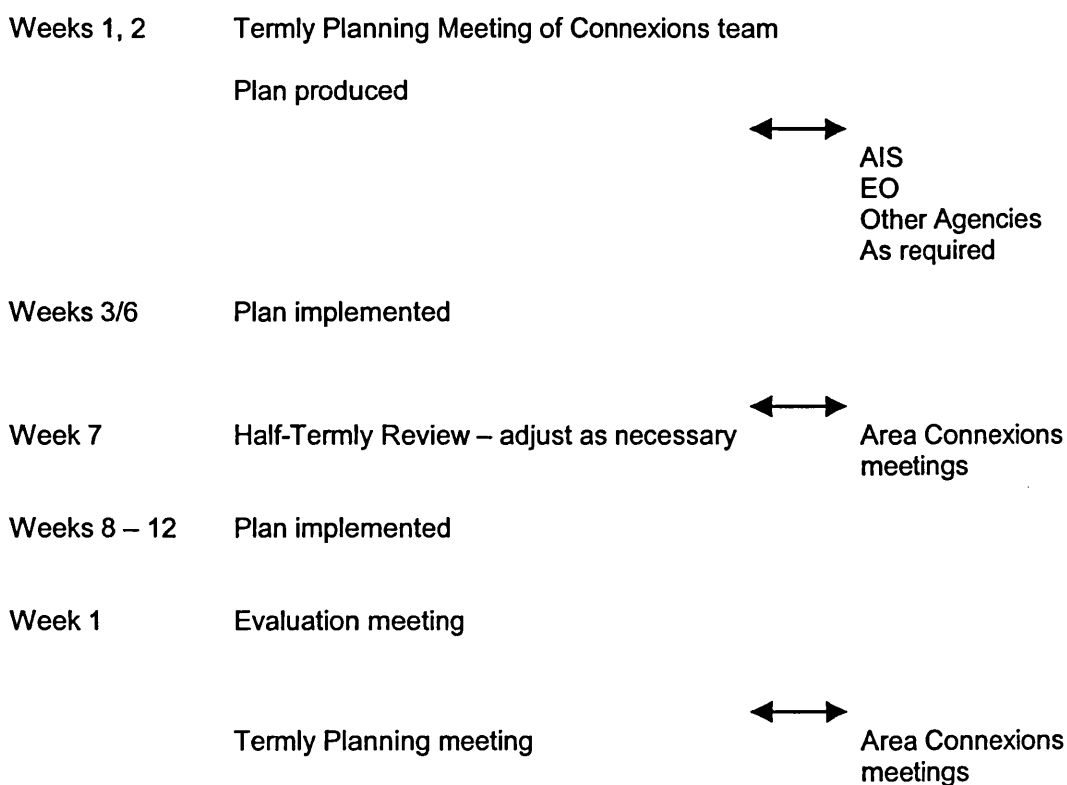 Weeks 1, 2 Termly Planning Meeting of Connexions team
Plan produced
AIS
EO
Other Agencies
As required
Weeks 3/6 Plan implemented
Week 7 Half-Termly Review – adjust as necessary Area Connexions
meetings
Weeks 8 – 12 Plan implemented
Week 1 Evaluation meeting
Termly Planning meeting Area Connexions
meetings